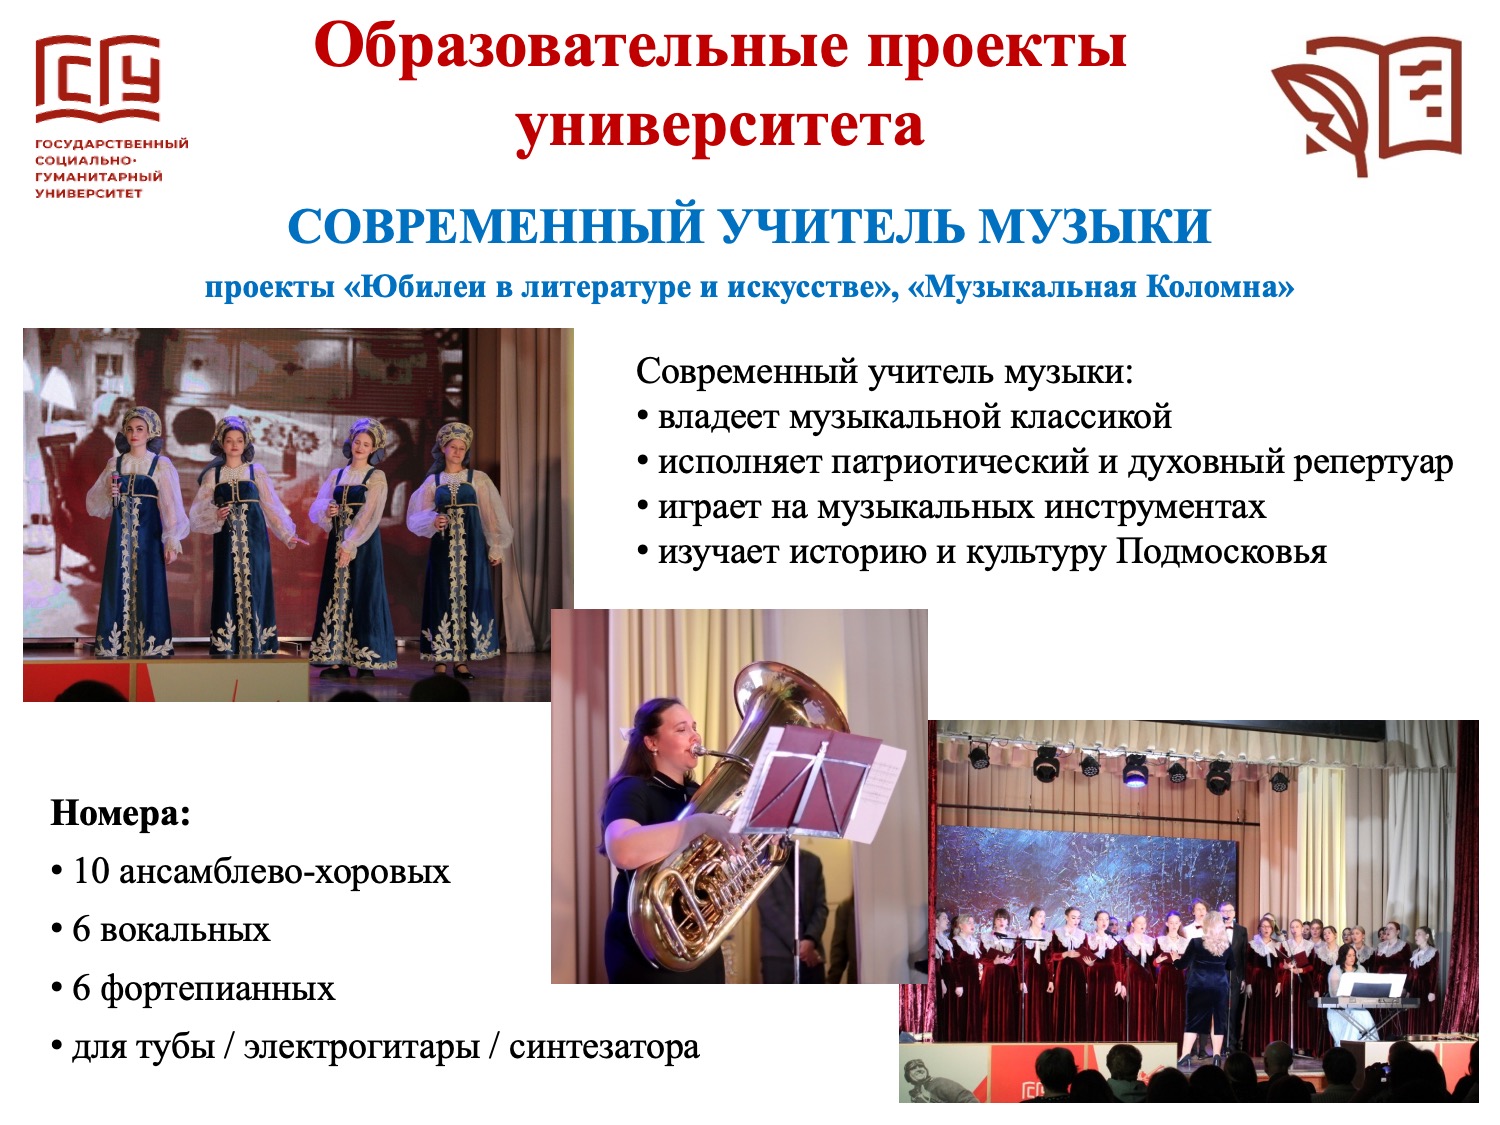 ГСГУ
ГОСУДАРСТВЕННЫЙ
СОЦИАЛЬНО-
ГУМАНИТАРНЫЙ
УНИВЕРСИТЕТ
Образовательные проекты
университета
СОВРЕМЕННЫЙ УЧИТЕЛЬ МУЗЫКИ
проекты «Юбилеи в литературе и искусстве», «Музыкальная Коломна»
Современный учитель музыки:
• владеет музыкальной классикой
• исполняет патриотический и духовный репертуар
• играет на музыкальных инструментах
• изучает историю и культуру Подмосковья
Номера:
• 10 ансамблево-хоровых
• 6 вокальных
• 6 фортепианных
• для тубы / электрогитары / синтезатора